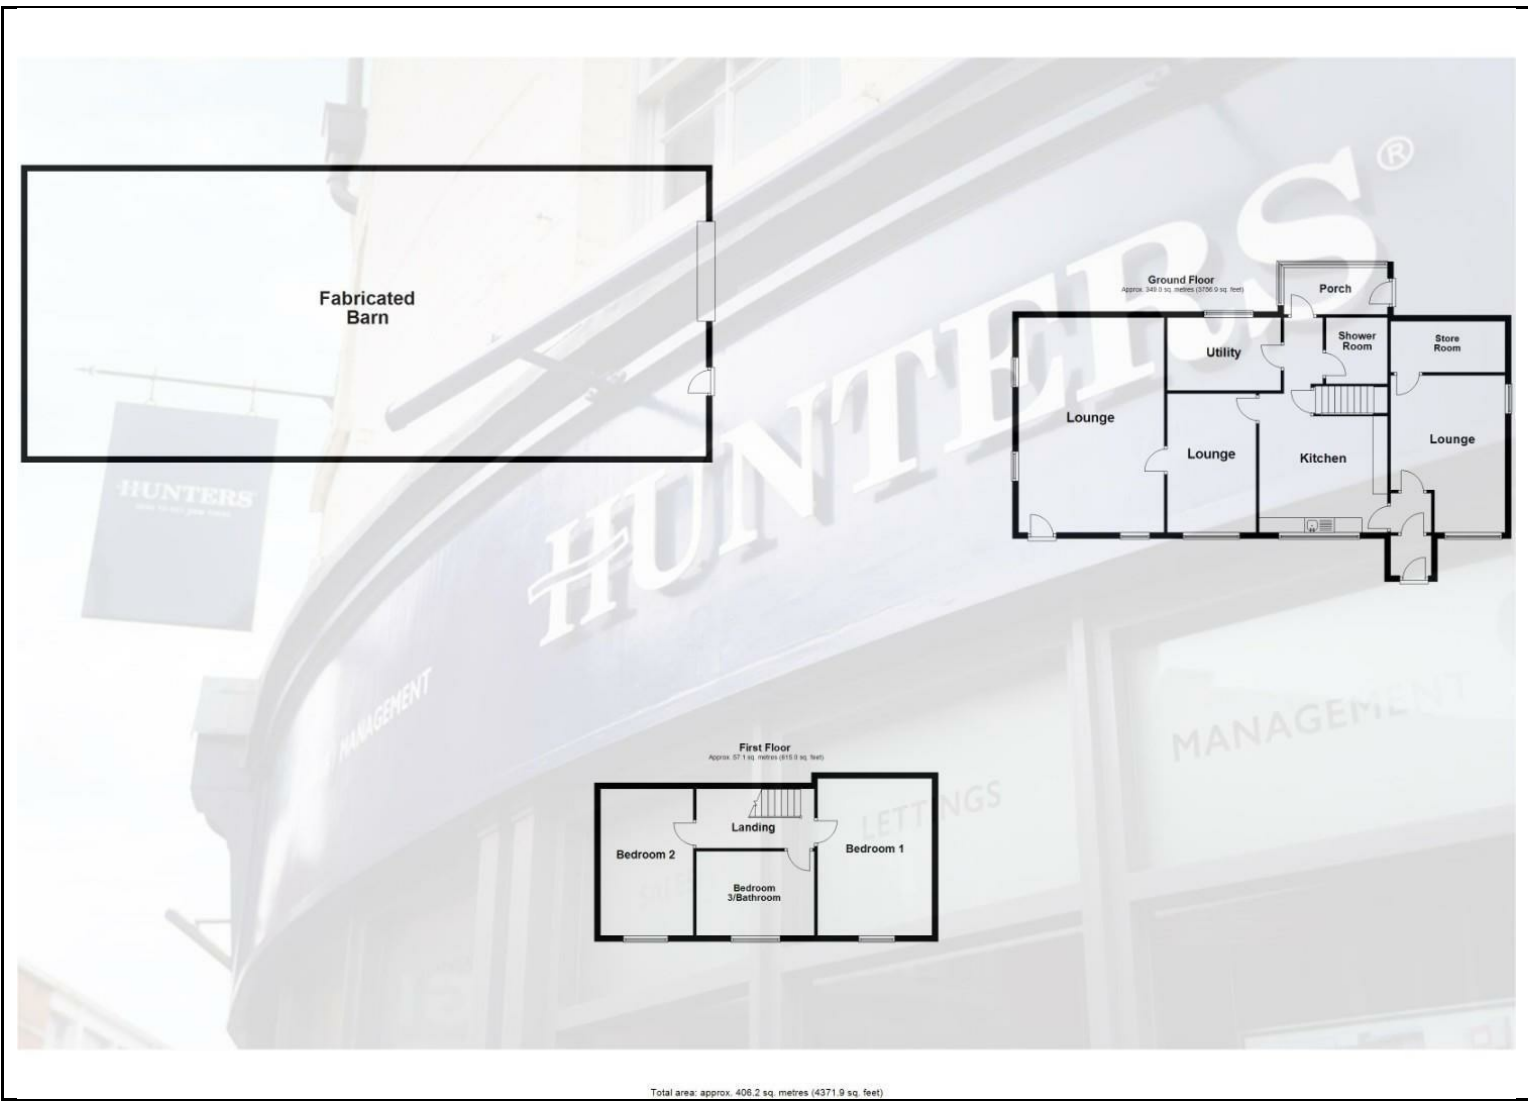 Fabricated
Barn
Ground Floor
Approx. 349.0 sq. metres (3756.9 sq. feet)
Porch
Utility
Shower
Room
Store
Room
Lounge
Lounge
Kitchen
Lounge
HUNTERS®
HUNTERS
MANAGEMENT
MANAGEMENT
LETTINGS
SALES
First Floor
Approx. 57.1 sq. metres (615.0 sq. feet)
Landing
Bedroom 2
Bedroom 1
Bedroom
3/Bathroom
Total area: approx. 406.2 sq. metres (4371.9 sq. feet)